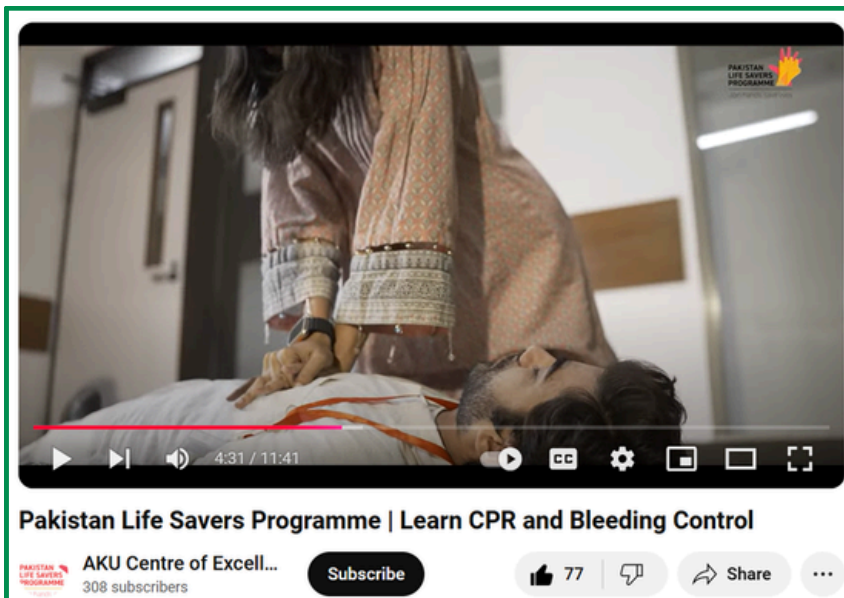 PAKISTAN
LIFE SAVERS
PROGRAMME
4:31 / 11:41
CC
Pakistan Life Savers Programme | Learn CPR and Bleeding Control
PAKISTAN
LIFE SAVERS
PROGRAMME
AKU Centre of Excell...
308 subscribers
Subscribe
77
Share